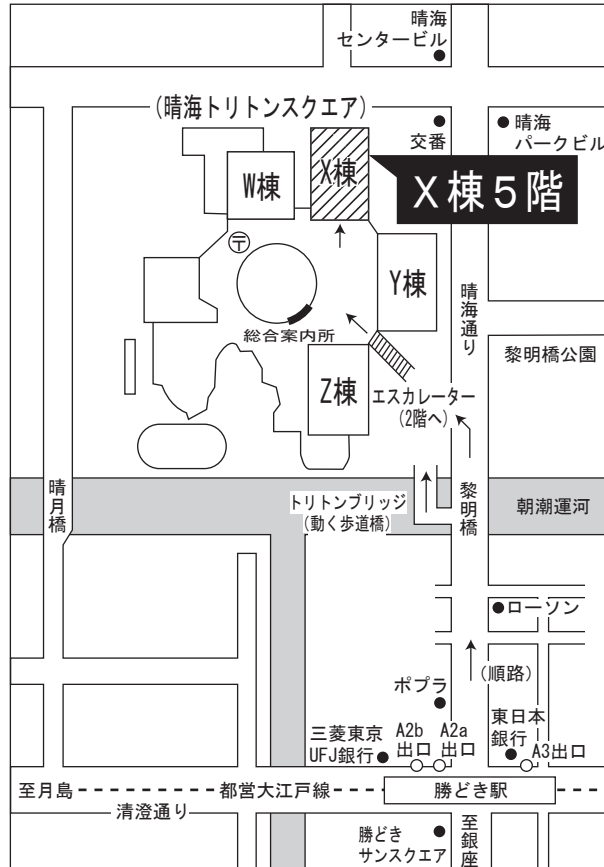 晴海
センタービル
(晴海トリトンスクエア)
交番
晴海
パークビル
W棟
X棟
X棟5階
〒
Y棟
晴海通り
総合案内所
黎明橋公園
Z棟
エスカレーター
(2階へ)
晴月橋
トリトンブリッジ
(動く歩道橋)
黎明橋
朝潮運河
ローソン
(順路)
ポプラ
三菱東京
UFJ銀行
A2b
出口
A2a
出口
東日本
銀行
A3出口
至月島
都営大江戸線
勝どき駅
清澄通り
勝どき
サンスクエア
至銀座